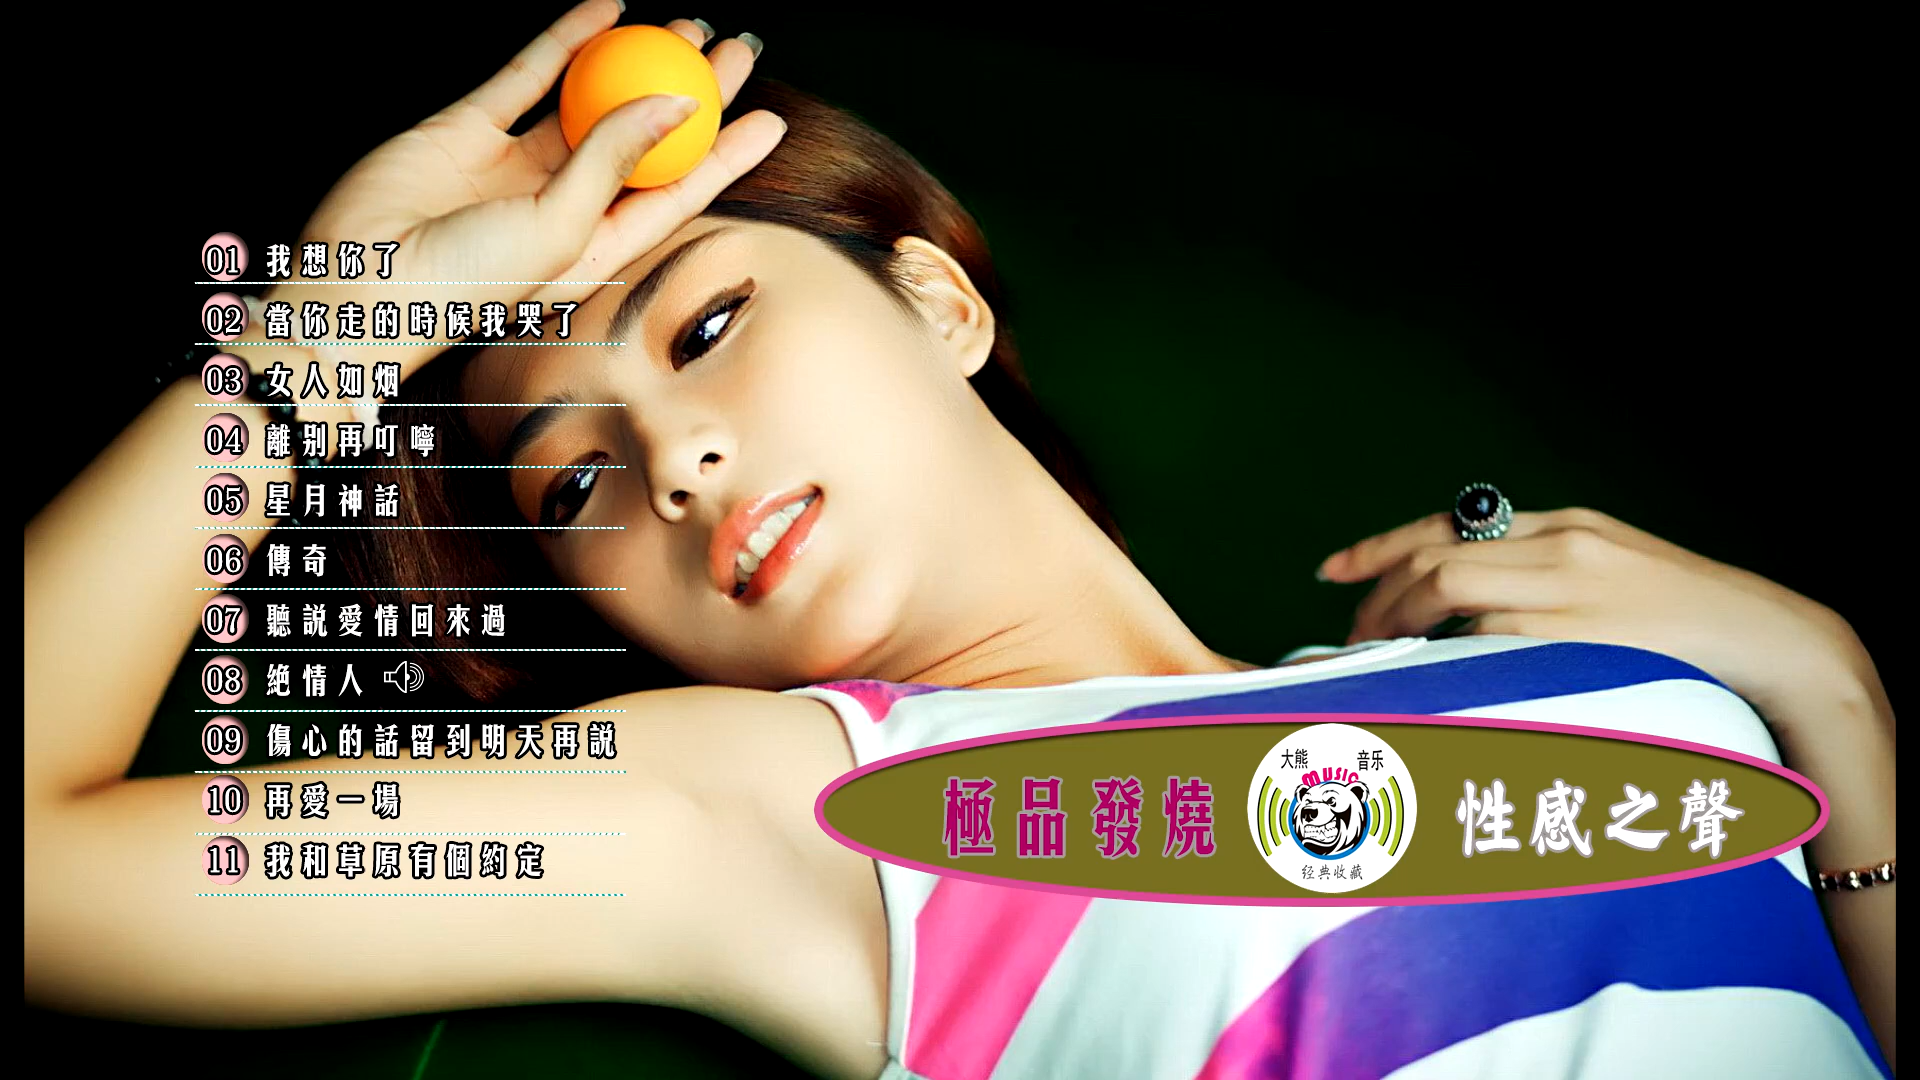 01 我想你了
02 當你走的時候我哭了
03 女人如烟
04 離别再叮嚀
05 星月神話
06 傳奇
07 聽説愛情回來過
08 絶情人
09 傷心的話留到明天再説
10 再愛一場
11 我和草原有個約定
極品發燒
大熊 音乐
MUSIC
经典收藏
性感之聲